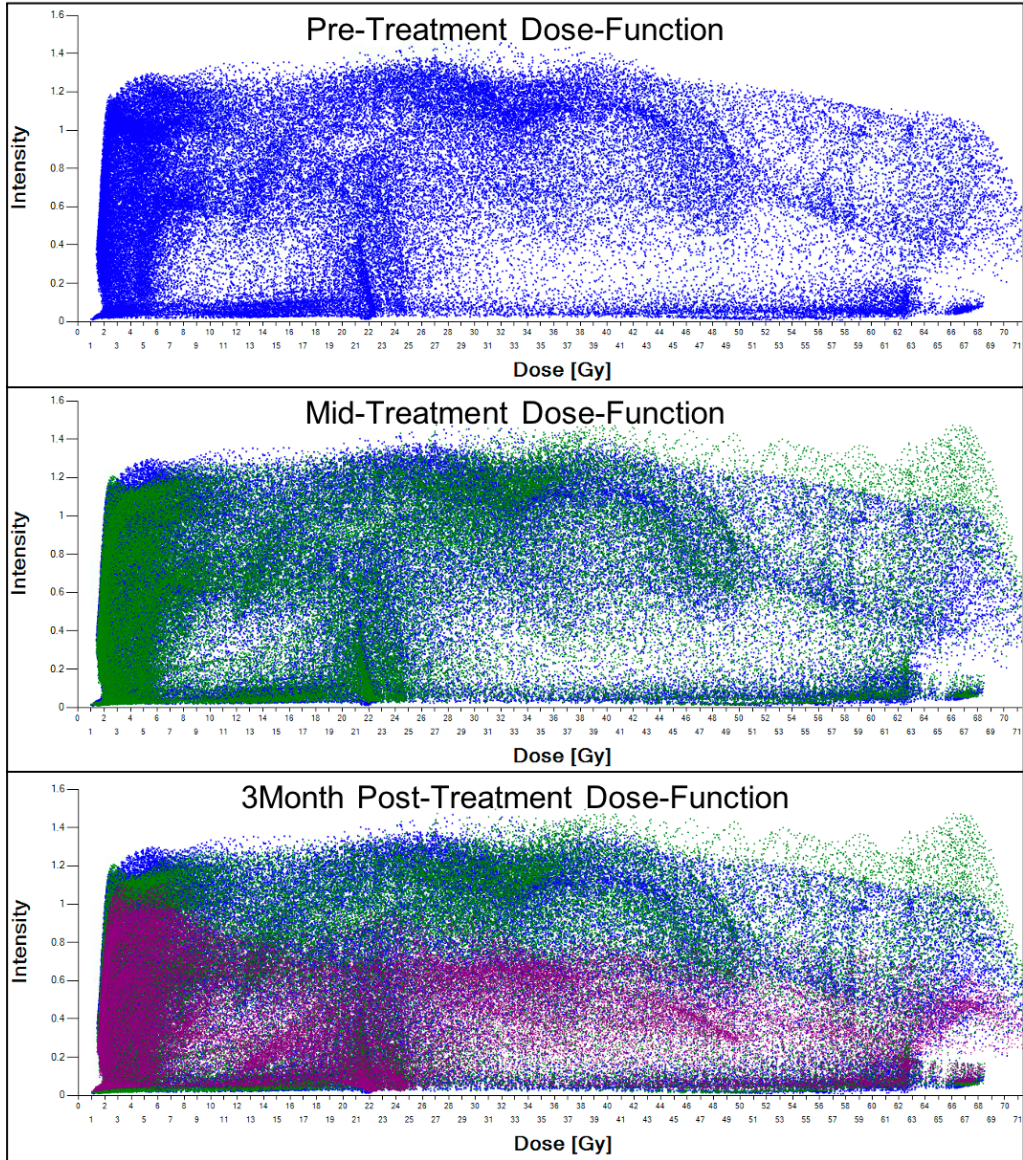 Pre-Treatment Dose-Function
Intensity
1.6
1.4
1.2
1
0.8
0.6
0.4
0.2
0
0 2 4 6 8 10 12 14 16 18 20 22 24 26 28 30 32 34 36 38 40 42 44 46 48 50 52 54 56 58 60 62 64 66 68 70
1 3 5 7 9 11 13 15 17 19 21 23 25 27 29 31 33 35 37 39 41 43 45 47 49 51 53 55 57 59 61 63 65 67 69 71
Dose [Gy]
Mid-Treatment Dose-Function
Intensity
1.6
1.4
1.2
1
0.8
0.6
0.4
0.2
0
0 2 4 6 8 10 12 14 16 18 20 22 24 26 28 30 32 34 36 38 40 42 44 46 48 50 52 54 56 58 60 62 64 66 68 70
1 3 5 7 9 11 13 15 17 19 21 23 25 27 29 31 33 35 37 39 41 43 45 47 49 51 53 55 57 59 61 63 65 67 69 71
Dose [Gy]
3Month Post-Treatment Dose-Function
Intensity
1.6
1.4
1.2
1
0.8
0.6
0.4
0.2
0
0 2 4 6 8 10 12 14 16 18 20 22 24 26 28 30 32 34 36 38 40 42 44 46 48 50 52 54 56 58 60 62 64 66 68 70
1 3 5 7 9 11 13 15 17 19 21 23 25 27 29 31 33 35 37 39 41 43 45 47 49 51 53 55 57 59 61 63 65 67 69 71
Dose [Gy]